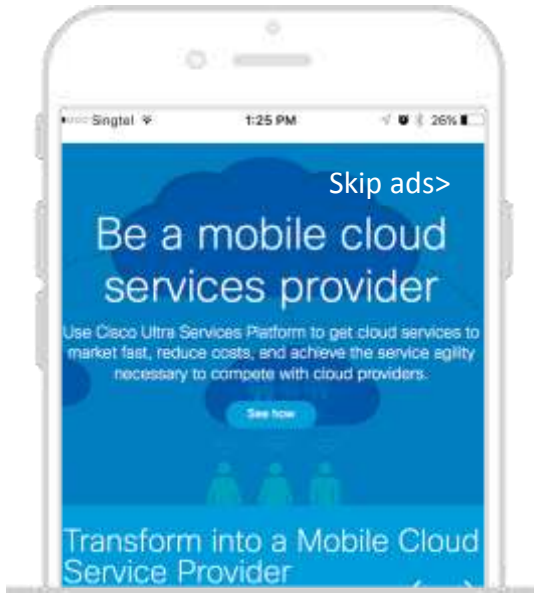 Singtel 1:25 PM 26%
Skip ads>
Be a mobile cloud
services provider
Use Cisco Ultra Services Platform to get cloud services to
market fast, reduce costs, and achieve the service agility
necessary to compete with cloud providers.
See how
Transform into a Mobile Cloud
Service Provider